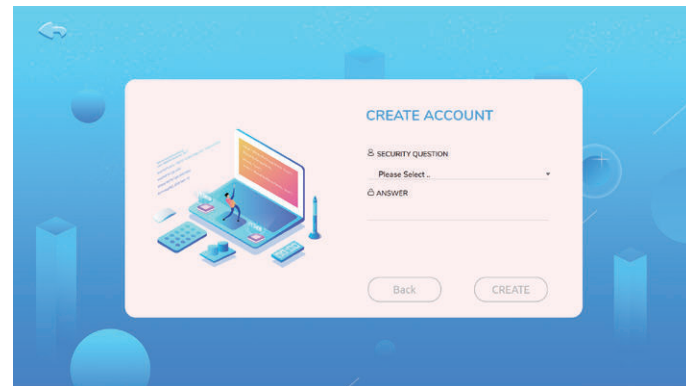 CREATE ACCOUNT
SECURITY QUESTION
Please Select ..
ANSWER
Back
CREATE